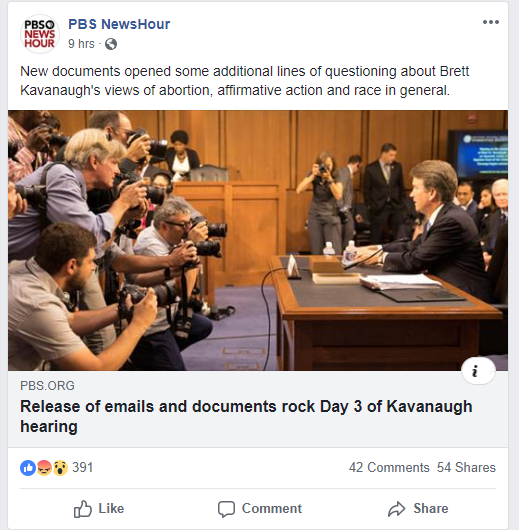 PBS
NEWS
HOUR
PBS NewsHour
9 hrs ·
New documents opened some additional lines of questioning about Brett
Kavanaugh's views of abortion, affirmative action and race in general.
i
PBS.ORG
Release of emails and documents rock Day 3 of Kavanaugh
hearing
391
42 Comments 54 Shares
Like Comment Share